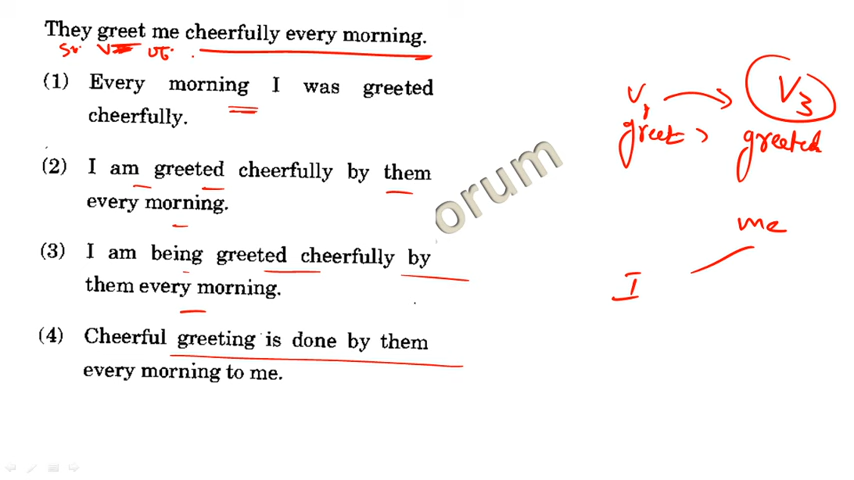 They greet me cheerfully every morning.
V
(1) Every morning I was greeted
cheerfully.
(2) I am greeted cheerfully by them
every morning.
(3) I am being greeted cheerfully by
them every morning.
(4) Cheerful greeting is done by them
every morning to me.
V1 V3
greet greeted
me
I
orum